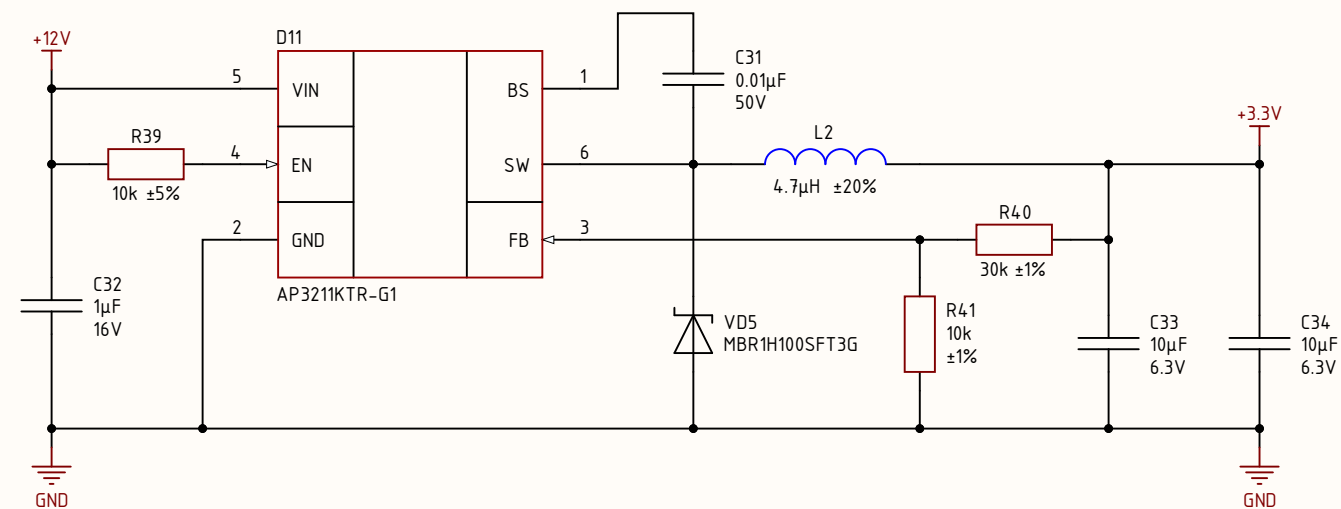 +12V
D11
5
VIN
BS
1
C31
0.01µF
50V
+3.3V
R39
4
EN
10k ±5%
SW
6
L2
4.7µH ±20%
2
GND
FB
3
R40
30k ±1%
AP3211KTR-G1
C32
1µF
16V
VD5
MBR1H100SFT3G
R41
10k
±1%
C33
10µF
6.3V
C34
10µF
6.3V
GND
GND